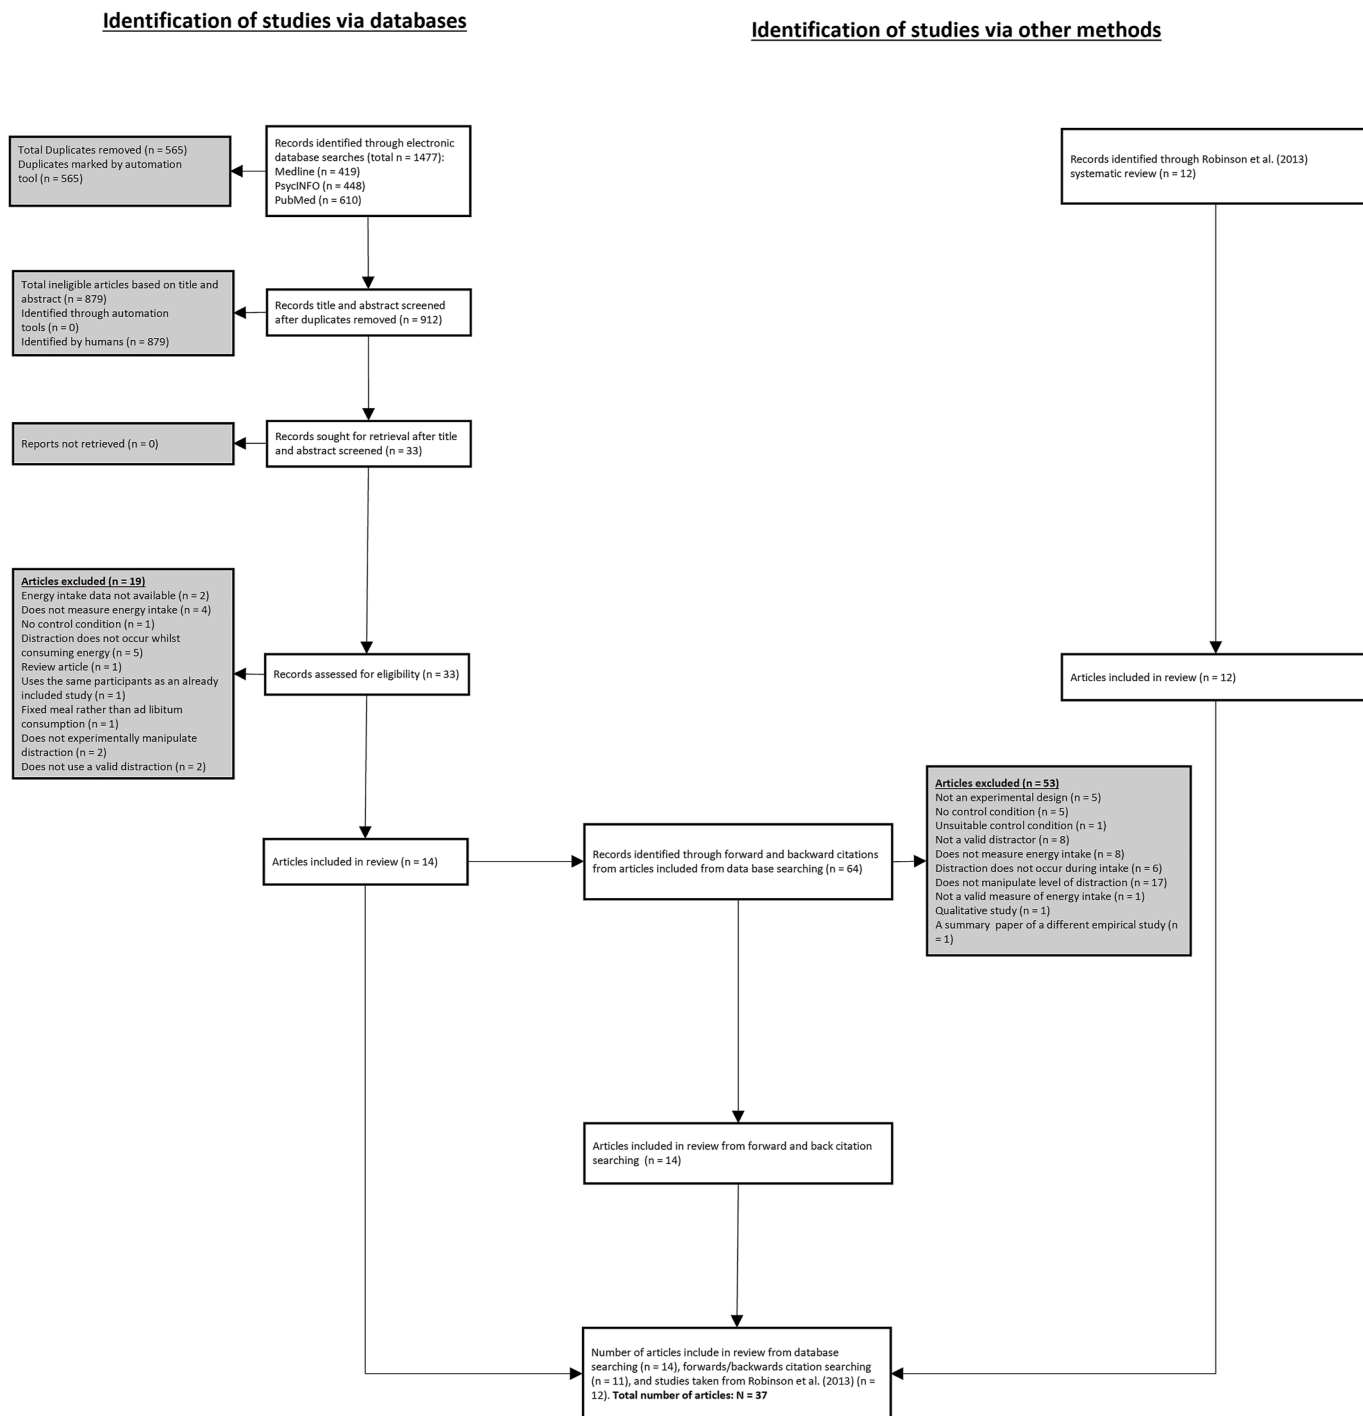 Identification of studies via databases
Identification of studies via other methods
Total Duplicates removed (n = 565)
Duplicates marked by automation
tool (n = 565)
Records identified through electronic
database searches (total n = 1477):
Medline (n = 419)
PsycINFO (n = 448)
PubMed (n = 610)
Records identified through Robinson et al. (2013)
systematic review (n = 12)
Total ineligible articles based on title and
abstract (n = 879)
Identified through automation
tools (n = 0)
Identified by humans (n = 879)
Records title and abstract screened
after duplicates removed (n = 912)
Reports not retrieved (n = 0)
Records sought for retrieval after title
and abstract screened (n = 33)
Articles excluded (n = 19)
Energy intake data not available (n = 2)
Does not measure energy intake (n = 4)
No control condition (n = 1)
Distraction does not occur whilst
consuming energy (n = 5)
Review article (n = 1)
Uses the same participants as an already
included study (n = 1)
Fixed meal rather than ad libitum
consumption (n = 1)
Does not experimentally manipulate
distraction (n = 2)
Does not use a valid distraction (n = 2)
Records assessed for eligibility (n = 33)
Articles included in review (n = 12)
Articles included in review (n = 14)
Records identified through forward and backward citations
from articles included from data base searching (n = 64)
Articles excluded (n = 53)
Not an experimental design (n = 5)
No control condition (n = 5)
Unsuitable control condition (n = 1)
Not a valid distractor (n = 8)
Does not measure energy intake (n = 8)
Distraction does not occur during intake (n = 6)
Does not manipulate level of distraction (n = 17)
Not a valid measure of energy intake (n = 1)
Qualitative study (n = 1)
A summary paper of a different empirical study (n
= 1)
Articles included in review from forward and back citation
searching (n = 14)
Number of articles include in review from database
searching (n = 14), forwards/backwards citation searching
(n = 11), and studies taken from Robinson et al. (2013) (n =
12). Total number of articles: N = 37